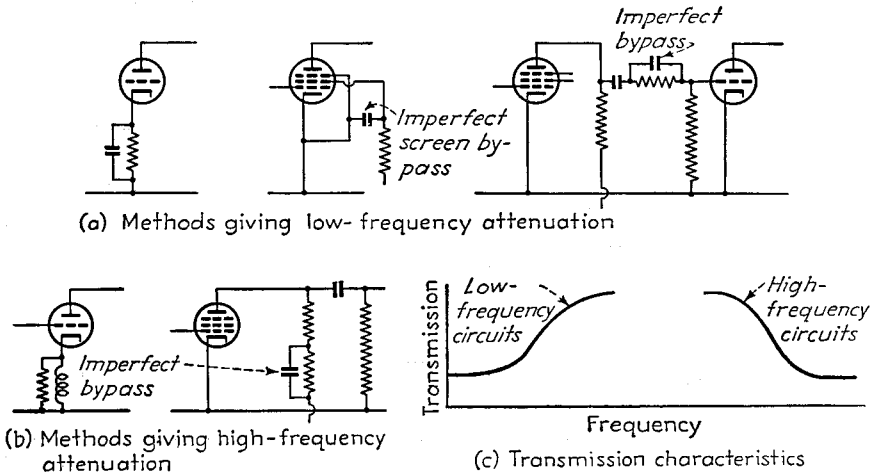 Imperfect
bypass
Imperfect
screen by-
pass
(a) Methods giving low-frequency attenuation
Imperfect
bypass
(b) Methods giving high-frequency
attenuation
Transmission
Low-
frequency
circuits
High-
frequency
circuits
Frequency
(c) Transmission characteristics